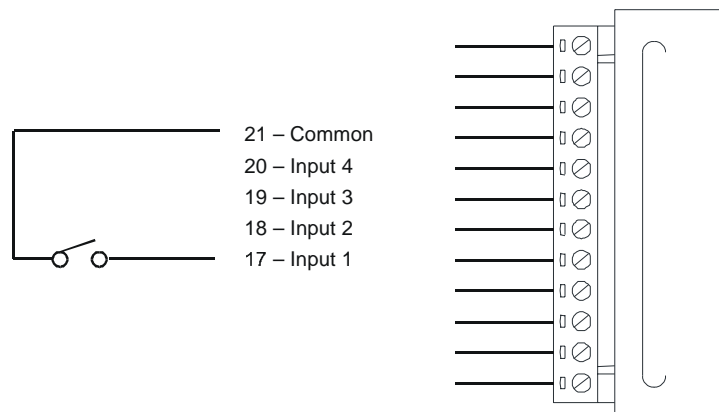 21 – Common
20 – Input 4
19 – Input 3
18 – Input 2
17 – Input 1